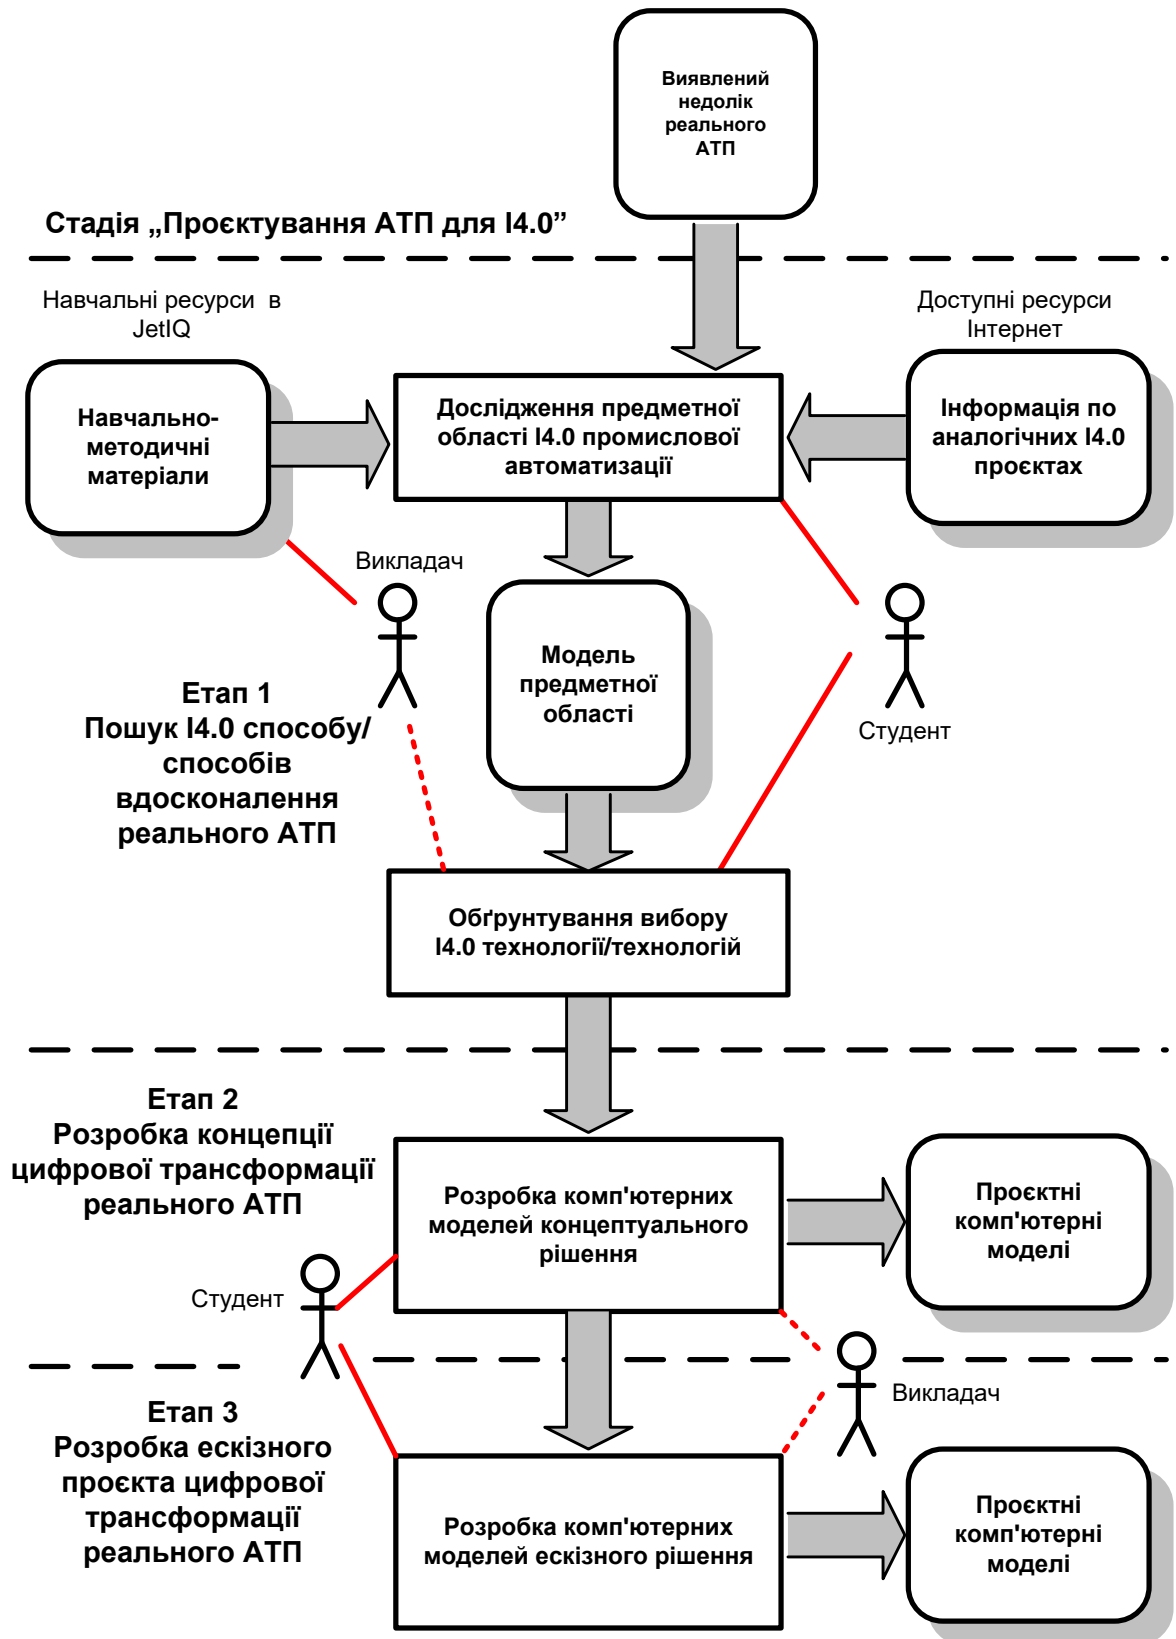 Виявлений
недолік
реального
АТП
Стадія „Проєктування АТП для І4.0”
Навчальні ресурси в
JetIQ
Доступні ресурси
Інтернет
Навчально-
методичні
матеріали
Дослідження предметної
області І4.0 промислової
автоматизації
Інформація по
аналогічних І4.0
проєктах
Викладач
Модель
предметної
області
Студент
Етап 1
Пошук І4.0 способу/
способів
вдосконалення
реального АТП
Обґрунтування вибору
І4.0 технології/технологій
Етап 2
Розробка концепції
цифрової трансформації
реального АТП
Розробка комп'ютерних
моделей концептуального
рішення
Проєктні
комп'ютерні
моделі
Студент
Викладач
Етап 3
Розробка ескізного
проєкта цифрової
трансформації
реального АТП
Розробка комп'ютерних
моделей ескізного рішення
Проєктні
комп'ютерні
моделі